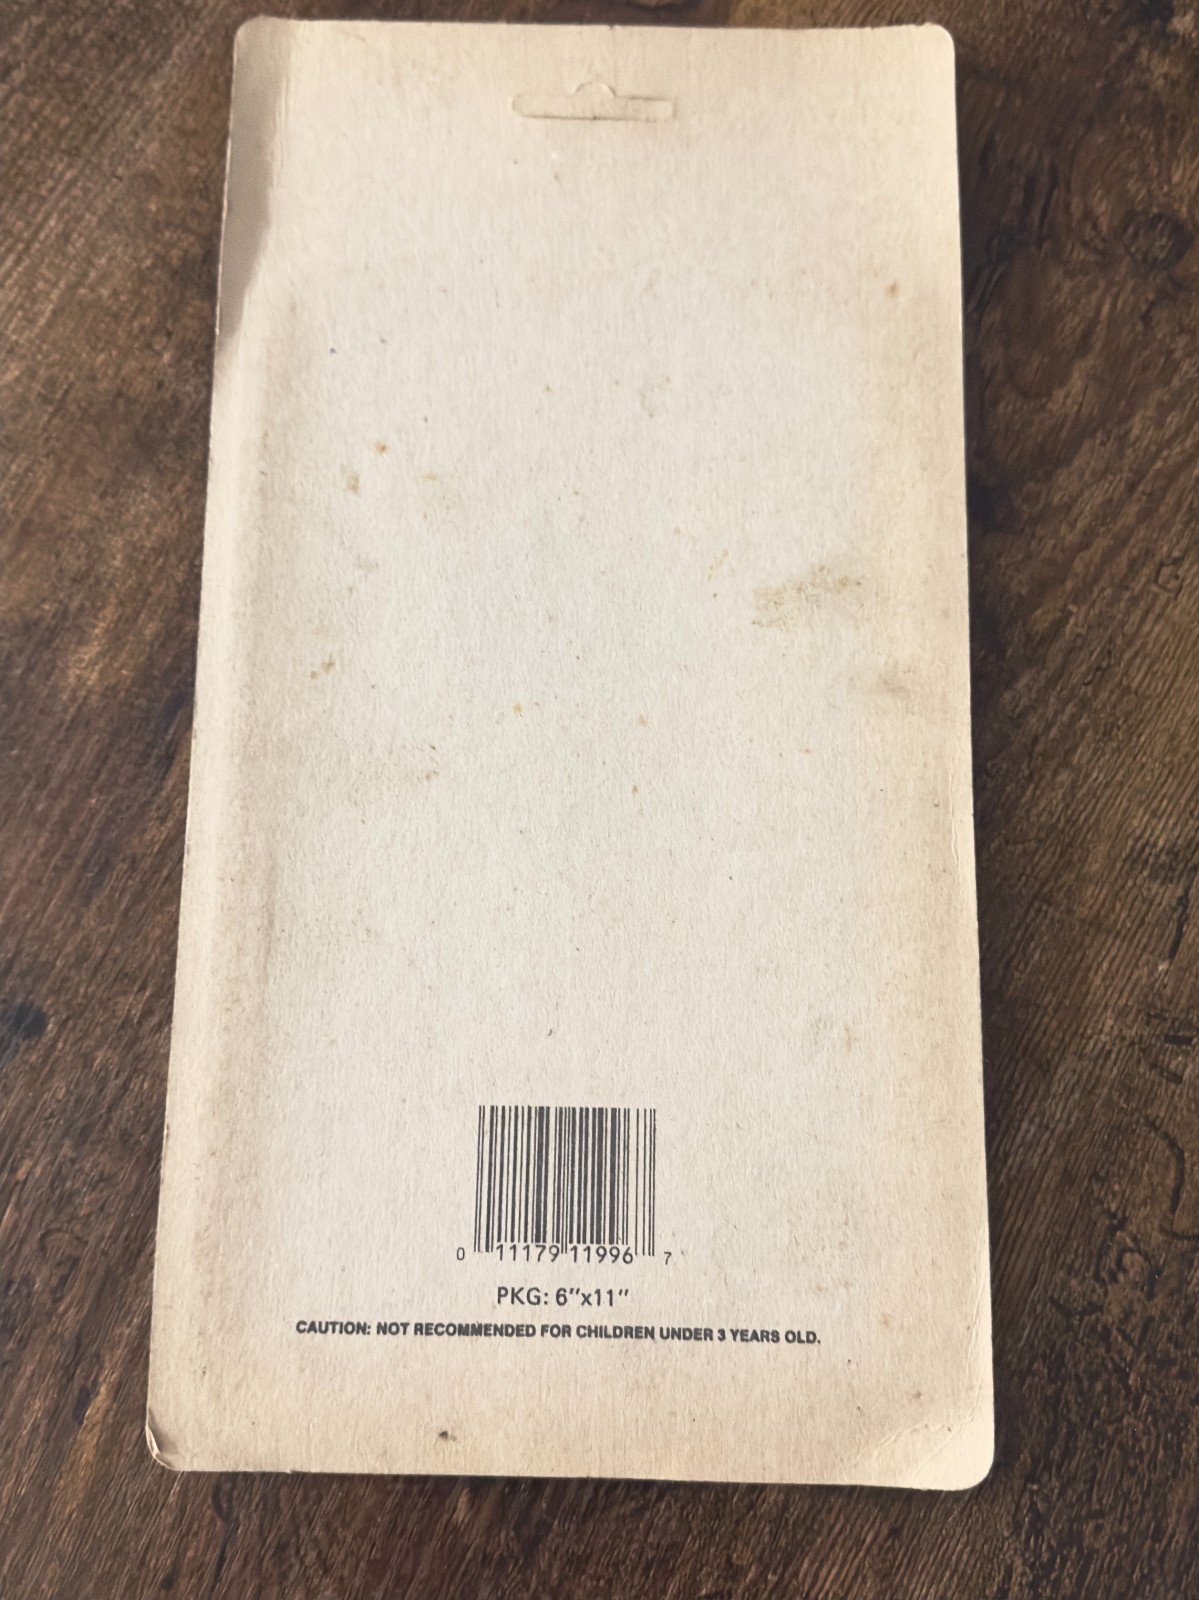 0 11179 11996 7
PKG: 6"x11"
CAUTION: NOT RECOMMENDED FOR CHILDREN UNDER 3 YEARS OLD.